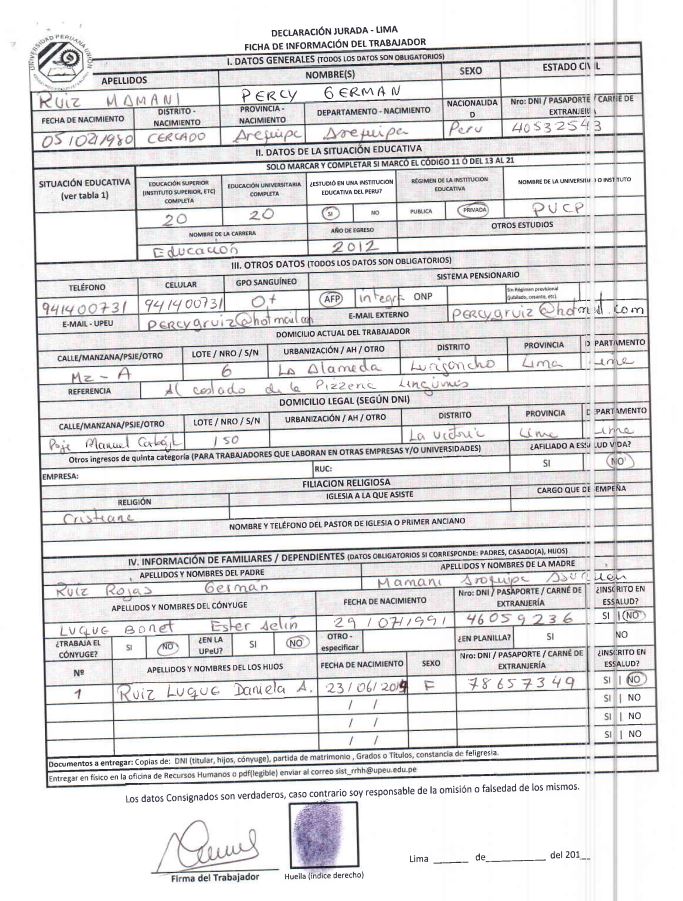 UNIVERSIDAD PERUANA UNION
DECLARACIÓN JURADA - LIMA
FICHA DE INFORMACIÓN DEL TRABAJADOR
I. DATOS GENERALES (TODOS LOS DATOS SON OBLIGATORIOS)
APELLIDOS NOMBRE(S) SEXO ESTADO CIVIL
RUIZ MAMANI PERCY GERMAN
FECHA DE NACIMIENTO DISTRITO - NACIMIENTO PROVINCIA - NACIMIENTO DEPARTAMENTO - NACIMIENTO NACIONALIDAD Nro: DNI / PASAPORTE / CARNÉ DE EXTRANJERIA
05/02/1980 CERCADO Arequipa Arequipa Peru 40532543
II. DATOS DE LA SITUACIÓN EDUCATIVA
SOLO MARCAR Y COMPLETAR SI MARCÓ EL CÓDIGO 11 Ó DEL 13 AL 21
SITUACIÓN EDUCATIVA (ver tabla 1) EDUCACIÓN SUPERIOR (INSTITUTO SUPERIOR, ETC) COMPLETA EDUCACIÓN UNIVERSITARIA COMPLETA ¿ESTUDIÓ EN UNA INSTITUCION EDUCATIVA DEL PERU? RÉGIMEN DE LA INSTITUCION EDUCATIVA NOMBRE DE LA UNIVERSIDAD O INSTITUTO
20 20 SI NO PUBLICA PRIVADA PUCP
NOMBRE DE LA CARRERA AÑO DE EGRESO OTROS ESTUDIOS
Educación 2012
III. OTROS DATOS (TODOS LOS DATOS SON OBLIGATORIOS)
TELÉFONO CELULAR GPO SANGUÍNEO SISTEMA PENSIONARIO
941400731 941400731 O+ AFP integra ONP Sin Régimen previsional (jubilado, cesante, etc).
E-MAIL - UPEU percygruiz@hotmail.com E-MAIL EXTERNO percygruiz@hotmail.com
DOMICILIO ACTUAL DEL TRABAJADOR
CALLE/MANZANA/PSJE/OTRO LOTE / NRO / S/N URBANIZACIÓN / AH / OTRO DISTRITO PROVINCIA DEPARTAMENTO
Mz - A 6 La Alameda Lurigancho Lima Lima
REFERENCIA Al costado de la Pizzeria
DOMICILIO LEGAL (SEGÚN DNI)
CALLE/MANZANA/PSJE/OTRO LOTE / NRO / S/N URBANIZACIÓN / AH / OTRO DISTRITO PROVINCIA DEPARTAMENTO
Psje Manuel 150 La Victoria Lima Lima
Otros ingresos de quinta categoría (PARA TRABAJADORES QUE LABORAN EN OTRAS EMPRESAS Y/O UNIVERSIDADES) ¿AFILIADO A ESSALUD VIDA?
EMPRESA: RUC: SI NO
FILIACION RELIGIOSA
RELIGIÓN IGLESIA A LA QUE ASISTE CARGO QUE DESEMPEÑA
Cristiana
NOMBRE Y TELÉFONO DEL PASTOR DE IGLESIA O PRIMER ANCIANO
IV. INFORMACIÓN DE FAMILIARES / DEPENDIENTES (DATOS OBLIGATORIOS SI CORRESPONDE: PADRES, CASADO(A), HIJOS)
APELLIDOS Y NOMBRES DEL PADRE APELLIDOS Y NOMBRES DE LA MADRE
Ruiz Rojas German Mamani Arequipa
APELLIDOS Y NOMBRES DEL CÓNYUGE FECHA DE NACIMIENTO Nro: DNI / PASAPORTE / CARNÉ DE EXTRANJERÍA ¿INSCRITO EN ESSALUD?
Luque Bonet Ester Selin 29/07/1991 46059236 SI NO
¿TRABAJA EL CÓNYUGE? SI NO ¿EN LA UPeU? SI NO OTRO - especificar ¿EN PLANILLA? SI NO
Nº APELLIDOS Y NOMBRES DE LOS HIJOS FECHA DE NACIMIENTO SEXO Nro: DNI / PASAPORTE / CARNÉ DE EXTRANJERÍA ¿INSCRITO EN ESSALUD?
1 Ruiz Luque Daniela A. 23/06/2014 F 78657349 SI NO
/ / SI NO
/ / SI NO
/ / SI NO
Documentos a entregar: Copias de: DNI (titular, hijos, cónyuge), partida de matrimonio , Grados o Títulos, constancia de feligresia.
Entregar en físico en la oficina de Recursos Humanos o pdf(legible) enviar al correo sist_rrhh@upeu.edu.pe
Los datos Consignados son verdaderos, caso contrario soy responsable de la omisión o falsedad de los mismos.
Firma del Trabajador
Huella (índice derecho)
Lima ______ de__________ del 201__